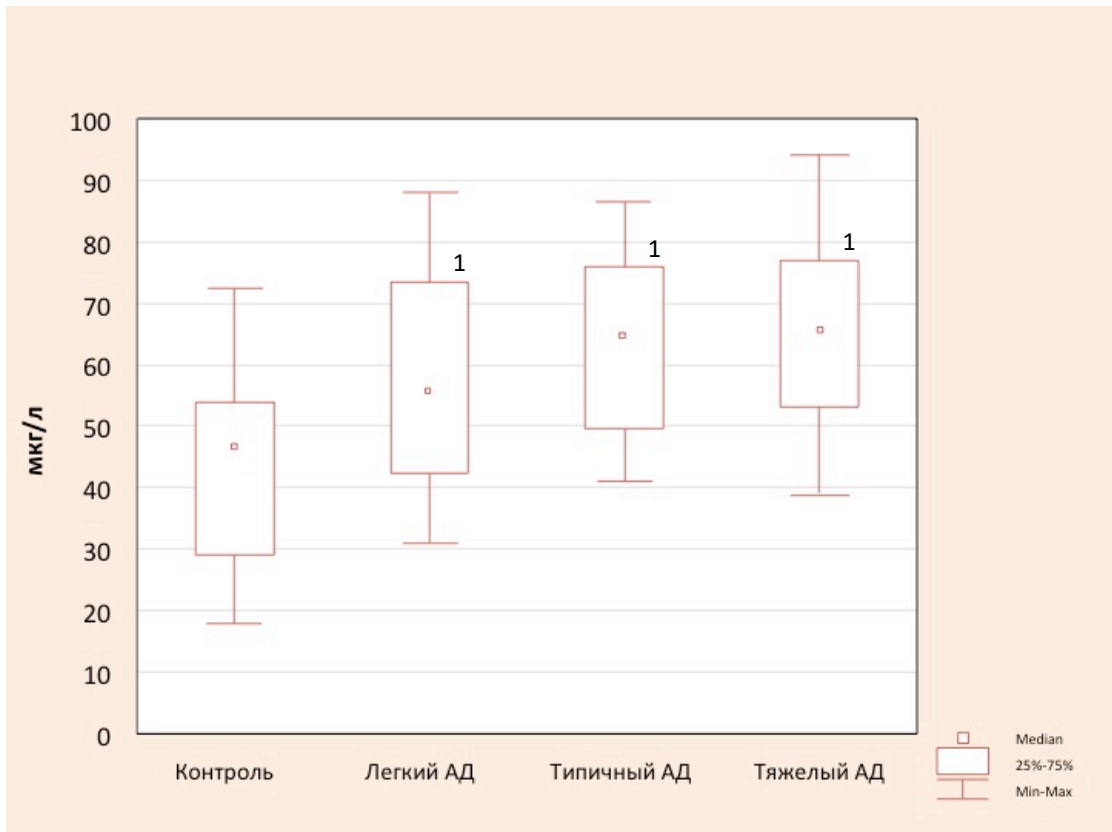 100
90
80
70
60
50
40
30
20
10
0
мкг/л
1
1
1
Контроль
Легкий АД
Типичный АД
Тяжелый АД
Median
25%-75%
Min-Max